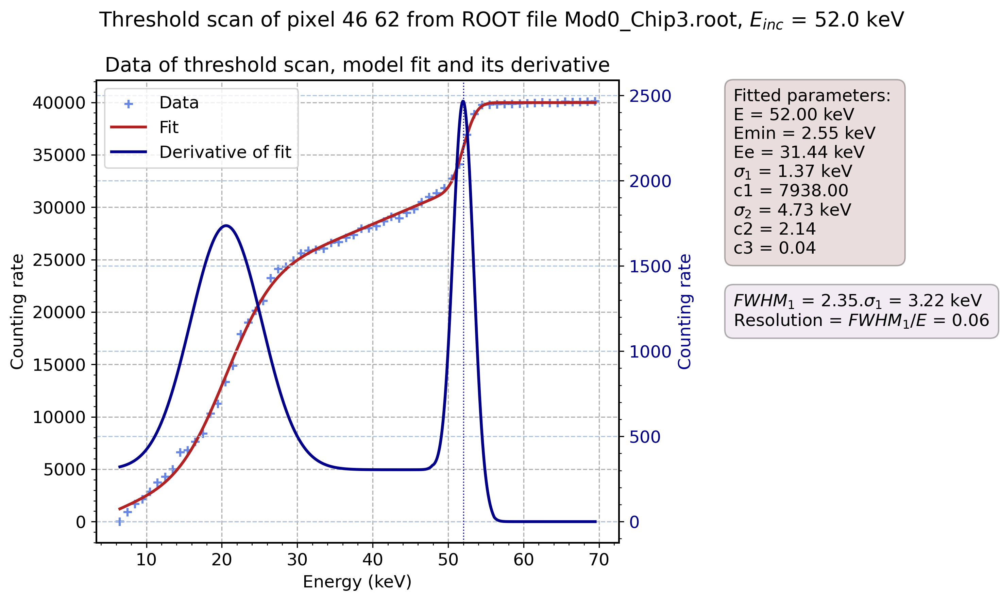 Threshold scan of pixel 46 62 from ROOT file Mod0_Chip3.root, E_inc = 52.0 keV
Data of threshold scan, model fit and its derivative
Data
Fit
Derivative of fit
40000
35000
30000
25000
20000
15000
10000
5000
0
Counting rate
10 20 30 40 50 60 70
Energy (keV)
2500
2000
1500
1000
500
0
Counting rate
Fitted parameters:
E = 52.00 keV
Emin = 2.55 keV
Ee = 31.44 keV
σ₁ = 1.37 keV
c1 = 7938.00
σ₂ = 4.73 keV
c2 = 2.14
c3 = 0.04
FWHM₁ = 2.35.σ₁ = 3.22 keV
Resolution = FWHM₁/E = 0.06